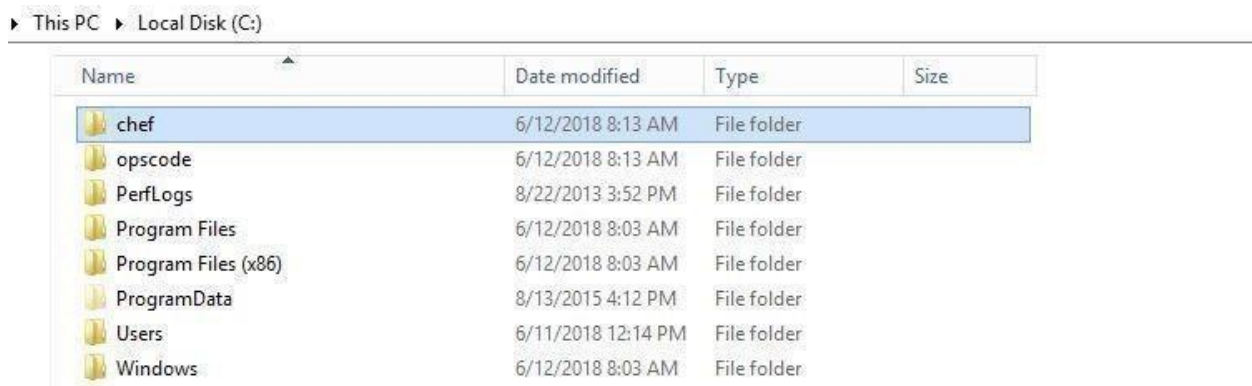 This PC Local Disk (C:)
Name Date modified Type Size
chef 6/12/2018 8:13 AM File folder
opscode 6/12/2018 8:13 AM File folder
PerfLogs 8/22/2013 3:52 PM File folder
Program Files 6/12/2018 8:03 AM File folder
Program Files (x86) 6/12/2018 8:03 AM File folder
ProgramData 8/13/2015 4:12 PM File folder
Users 6/11/2018 12:14 PM File folder
Windows 6/12/2018 8:03 AM File folder